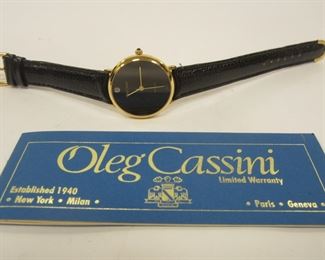 Oleg Cassini
Limited Warranty
Established 1940
• New York • Milan •
• Paris • Geneva •